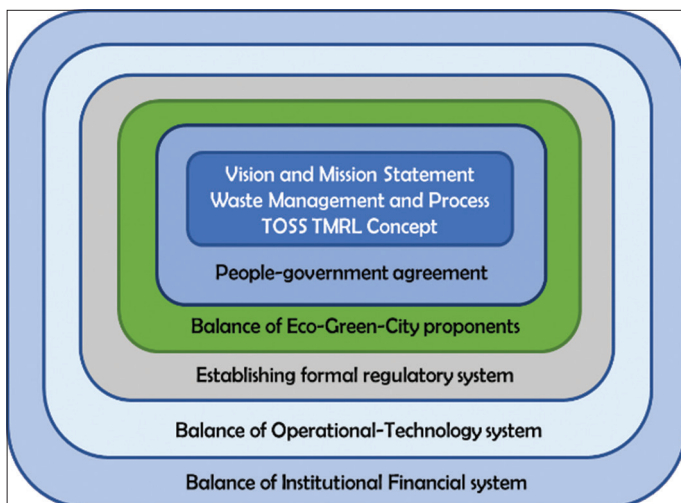 Vision and Mission Statement
Waste Management and Process
TOSS TMRL Concept
People-government agreement
Balance of Eco-Green-City proponents
Establishing formal regulatory system
Balance of Operational-Technology system
Balance of Institutional Financial system